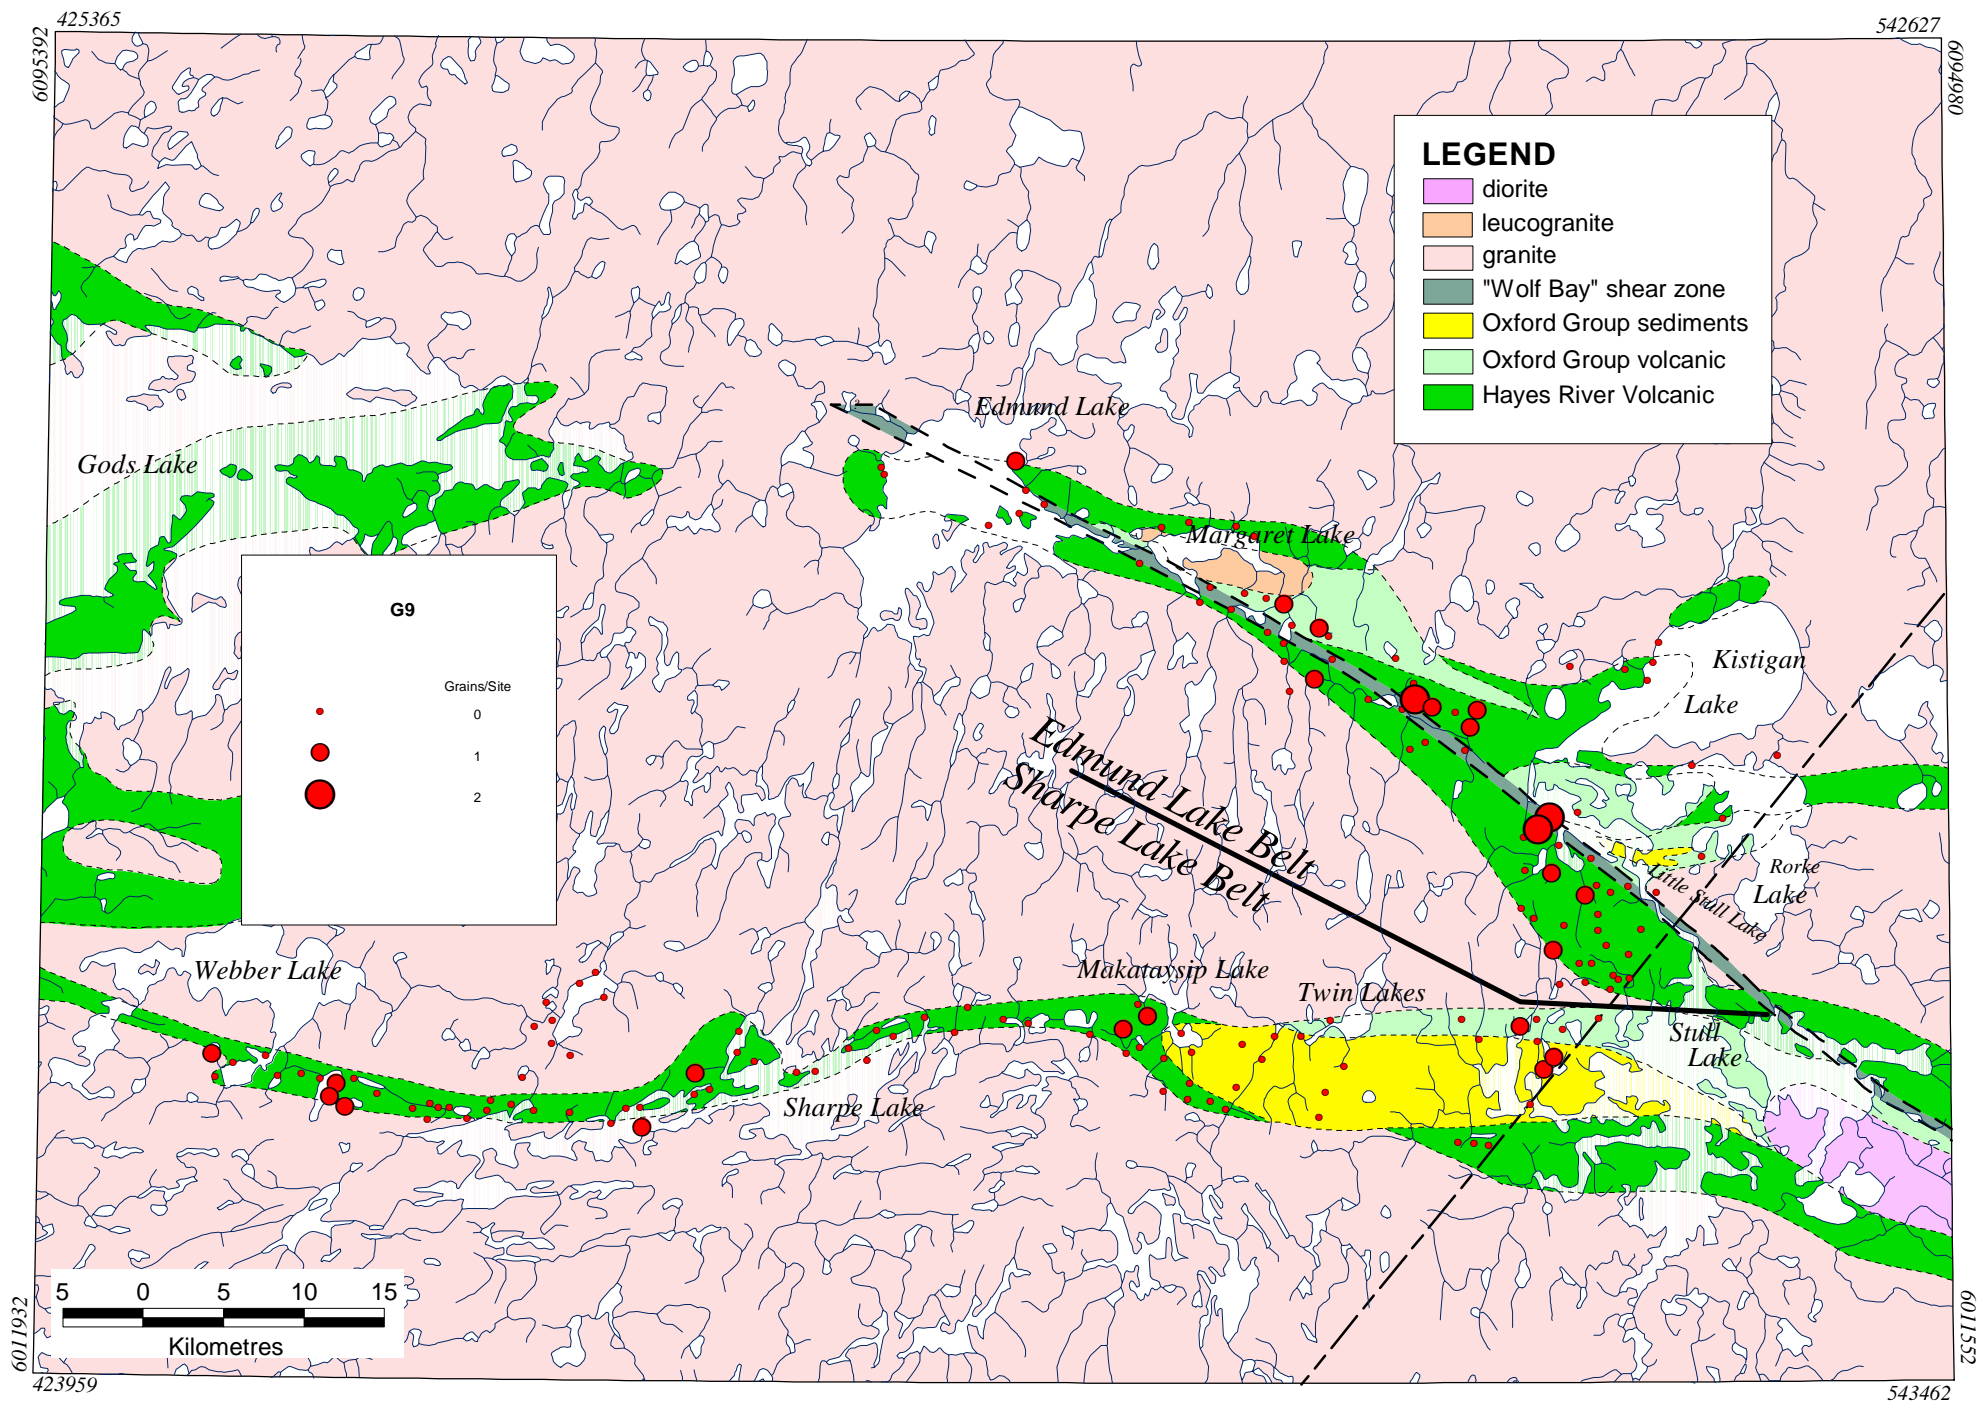 425365
542627
6095392
6094980
LEGEND
diorite
leucogranite
granite
"Wolf Bay" shear zone
Oxford Group sediments
Oxford Group volcanic
Hayes River Volcanic
Edmund Lake
Gods Lake
Margaret Lake
G9
Grains/Site
0
1
2
Kistigan
Lake
Edmund Lake Belt
Sharpe Lake Belt
Rorke
Lake
Little Stull Lake
Webber Lake
Makataysip Lake
Twin Lakes
Stull
Lake
Sharpe Lake
5 0 5 10 15
Kilometres
6011932
6011552
423959
543462